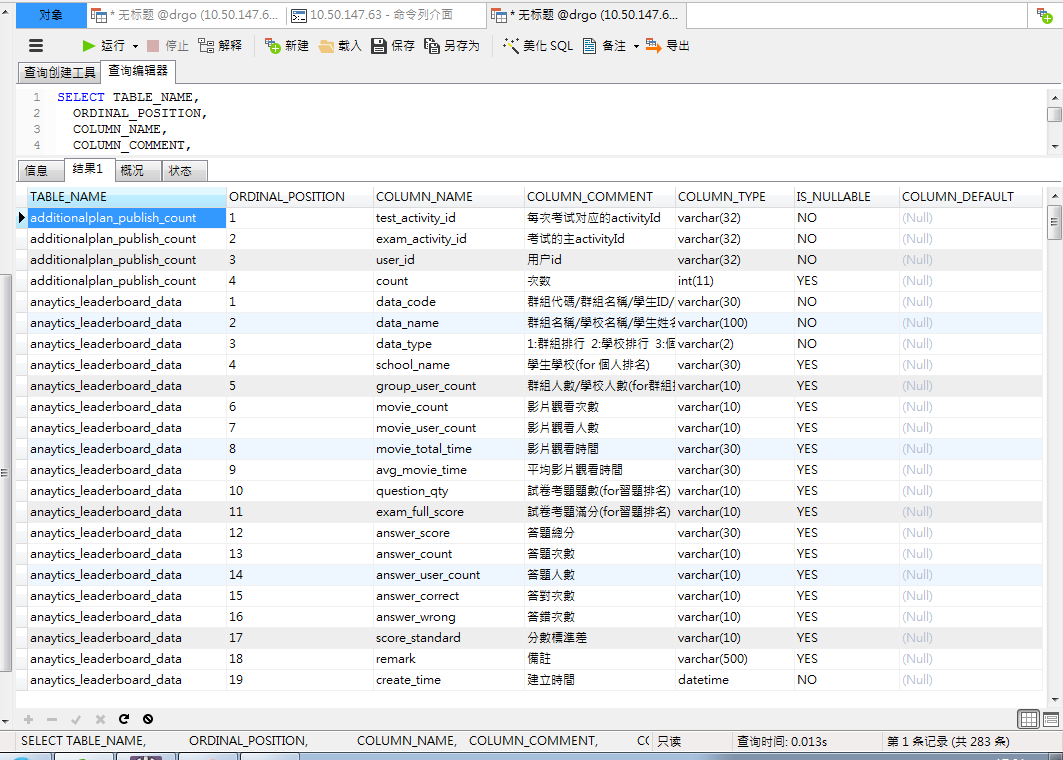 对象 * 无标题 @drgo (10.50.147.6... 10.50.147.63 - 命令列介面 * 无标题 @drgo (10.50.147.6...
运行 停止 解释 新建 载入 保存 另存为 美化 SQL 备注 导出
查询创建工具 查询编辑器
1 SELECT TABLE_NAME,
2 ORDINAL_POSITION,
3 COLUMN_NAME,
4 COLUMN_COMMENT,
信息 结果1 概况 状态
TABLE_NAME ORDINAL_POSITION COLUMN_NAME COLUMN_COMMENT COLUMN_TYPE IS_NULLABLE COLUMN_DEFAULT
additionalplan_publish_count 1 test_activity_id 每次考试对应的activityId varchar(32) NO (Null)
additionalplan_publish_count 2 exam_activity_id 考试的主activityId varchar(32) NO (Null)
additionalplan_publish_count 3 user_id 用户id varchar(32) NO (Null)
additionalplan_publish_count 4 count 次数 int(11) YES (Null)
anaytics_leaderboard_data 1 data_code 群組代碼/群組名稱/學生ID/ varchar(30) NO (Null)
anaytics_leaderboard_data 2 data_name 群組名稱/學校名稱/學生姓名 varchar(100) NO (Null)
anaytics_leaderboard_data 3 data_type 1:群組排行 2:學校排行 3:個 varchar(2) NO (Null)
anaytics_leaderboard_data 4 school_name 學生學校(for 個人排名) varchar(30) YES (Null)
anaytics_leaderboard_data 5 group_user_count 群組人數/學校人數(for群組 varchar(10) YES (Null)
anaytics_leaderboard_data 6 movie_count 影片觀看次數 varchar(10) YES (Null)
anaytics_leaderboard_data 7 movie_user_count 影片觀看人數 varchar(10) YES (Null)
anaytics_leaderboard_data 8 movie_total_time 影片觀看時間 varchar(30) YES (Null)
anaytics_leaderboard_data 9 avg_movie_time 平均影片觀看時間 varchar(30) YES (Null)
anaytics_leaderboard_data 10 question_qty 試卷考題題數(for習題排名) varchar(10) YES (Null)
anaytics_leaderboard_data 11 exam_full_score 試卷考題滿分(for習題排名) varchar(10) YES (Null)
anaytics_leaderboard_data 12 answer_score 答題總分 varchar(30) YES (Null)
anaytics_leaderboard_data 13 answer_count 答題次數 varchar(10) YES (Null)
anaytics_leaderboard_data 14 answer_user_count 答題人數 varchar(10) YES (Null)
anaytics_leaderboard_data 15 answer_correct 答對次數 varchar(10) YES (Null)
anaytics_leaderboard_data 16 answer_wrong 答錯次數 varchar(10) YES (Null)
anaytics_leaderboard_data 17 score_standard 分數標準差 varchar(10) YES (Null)
anaytics_leaderboard_data 18 remark 備註 varchar(500) YES (Null)
anaytics_leaderboard_data 19 create_time 建立時間 datetime NO (Null)
SELECT TABLE_NAME, ORDINAL_POSITION, COLUMN_NAME, COLUMN_COMMENT, CO 只读 查询时间: 0.013s 第 1 条记录 (共 283 条)